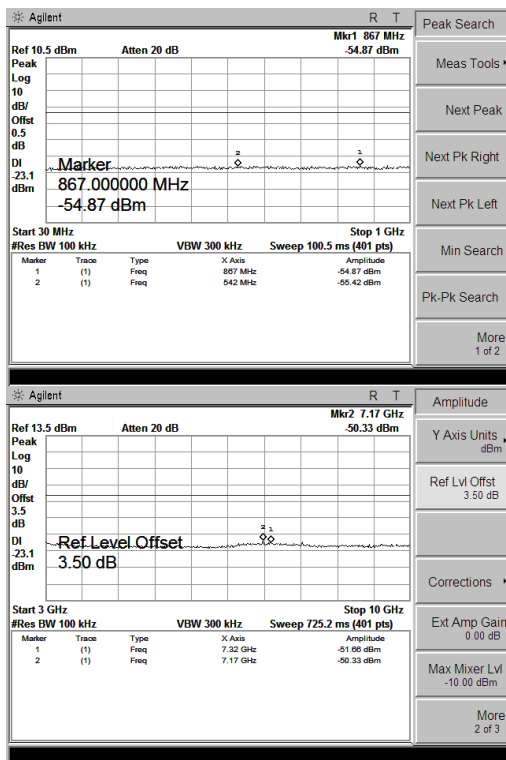 Agilent R T
Peak Search
Mkr1 867 MHz
Ref 10.5 dBm Atten 20 dB -54.87 dBm
Peak
Log
10
dB/
Offst
0.5
dB
DI
-23.1
dBm
2 1
Marker
867.000000 MHz
-54.87 dBm
Start 30 MHz Stop 1 GHz
#Res BW 100 kHz VBW 300 kHz Sweep 100.5 ms (401 pts)
Marker Trace Type X Axis Amplitude
1 (1) Freq 867 MHz -54.87 dBm
2 (1) Freq 542 MHz -55.42 dBm
Meas Tools
Next Peak
Next Pk Right
Next Pk Left
Min Search
Pk-Pk Search
More
1 of 2
Agilent R T
Amplitude
Mkr2 7.17 GHz
Ref 13.5 dBm Atten 20 dB -50.33 dBm
Peak
Log
10
dB/
Offst
3.5
dB
DI
-23.1
dBm
2 1
Ref Level Offset
3.50 dB
Start 3 GHz Stop 10 GHz
#Res BW 100 kHz VBW 300 kHz Sweep 725.2 ms (401 pts)
Marker Trace Type X Axis Amplitude
1 (1) Freq 7.32 GHz -51.66 dBm
2 (1) Freq 7.17 GHz -50.33 dBm
Y Axis Units
dBm
Ref Lvl Offst
3.50 dB
Corrections
Ext Amp Gain
0.00 dB
Max Mixer Lvl
-10.00 dBm
More
2 of 3